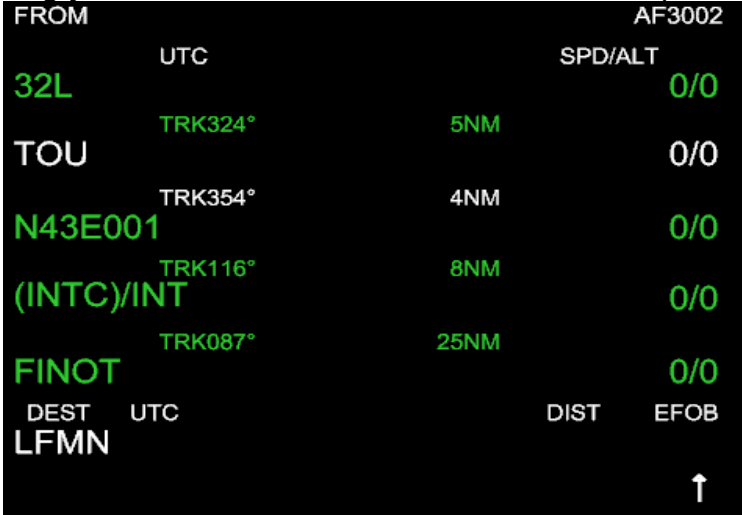 FROM AF3002
UTC SPD/ALT
32L 0/0
TRK324° 5NM
TOU 0/0
TRK354° 4NM
N43E001 0/0
TRK116° 8NM
(INTC)/INT 0/0
TRK087° 25NM
FINOT 0/0
DEST UTC DIST EFOB
LFMN
↑